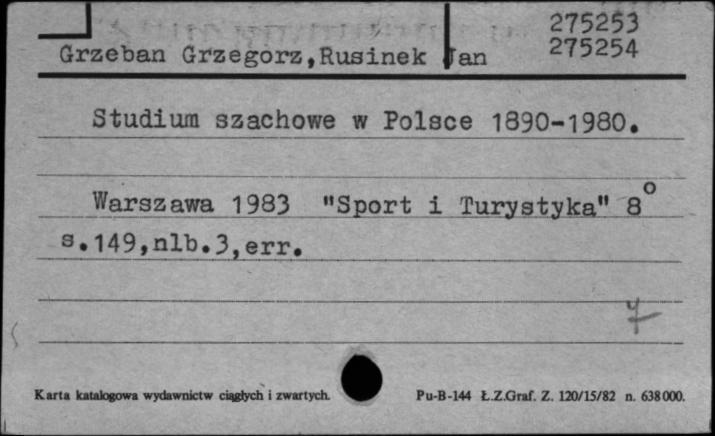 275253
Grzeban Grzegorz,Rusinek Jan 275254
Studium szachowe w Polsce 1890-1980.
Warszawa 1983 "Sport i Turystyka" 8°
s.149,nlb.3,err.
Karta katalogowa wydawnictw ciągłych i zwartych. Pu-B-144 Ł.Z.Graf. Z. 120/15/82 n. 638000.